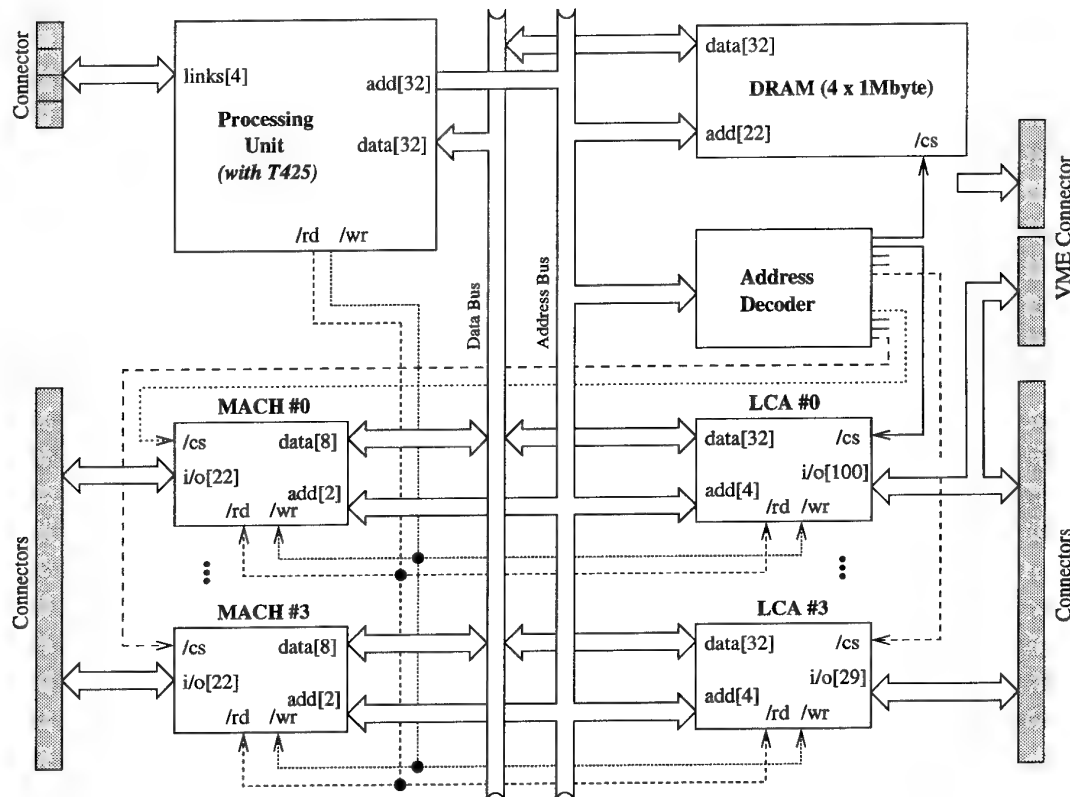 Connector
links[4]
add[32]
Processing
Unit
(with T425)
data[32]
/rd /wr
Data Bus
Address Bus
data[32]
DRAM (4 x 1Mbyte)
add[22]
/cs
VME Connector
Address
Decoder
Connectors
MACH #0
/cs
data[8]
i/o[22]
add[2]
/rd /wr
LCA #0
data[32]
/cs
i/o[100]
add[4]
/rd /wr
MACH #3
/cs
data[8]
i/o[22]
add[2]
/rd /wr
LCA #3
data[32]
/cs
i/o[29]
add[4]
/rd /wr
Connectors